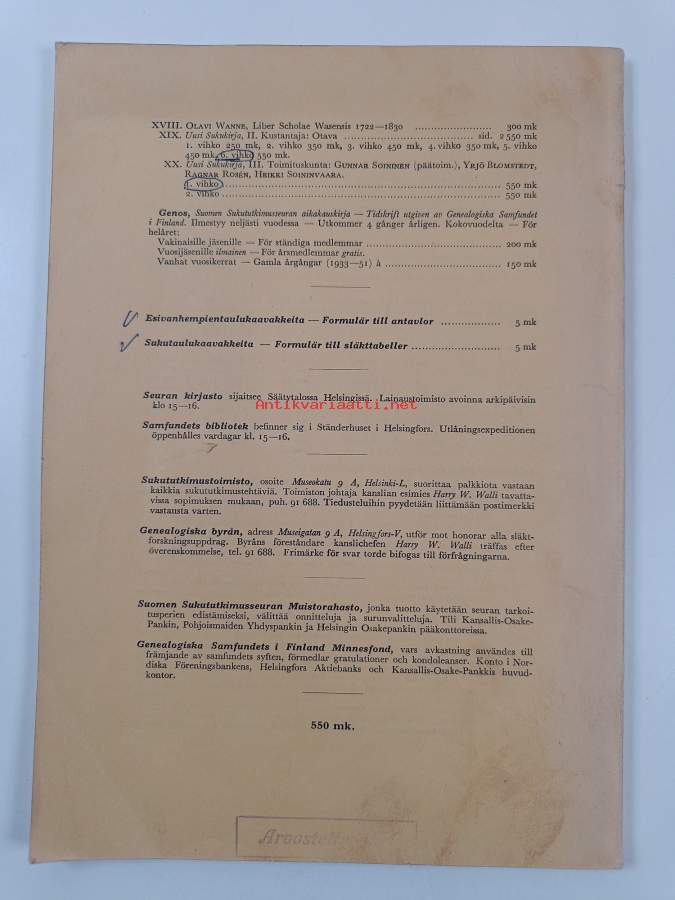 XVIII. OLAVI WANNE, Liber Scholae Wasensis 1722—1830 .......... 300 mk
XIX. Uusi Sukukirja, II. Kustantaja: Otava .......... sid. 2 550 mk
1. vihko 250 mk, 2. vihko 350 mk, 3. vihko 450 mk, 4. vihko 350 mk, 5. vihko
450 mk, 6. vihko 550 mk.
XX. Uusi Sukukirja, III. Toimituskunta: GUNNAR SOININEN (päätoim.), YRJÖ BLOMSTEDT,
RAGNAR ROSÉN, HEIKKI SOININVAARA.
1. vihko .......... 550 mk
2. vihko .......... 550 mk
Genos, Suomen Sukututkimusseuran aikakauskirja — Tidskrift utgiven av Genealogiska Samfundet
i Finland. Ilmestyy neljästi vuodessa — Utkommer 4 gånger årligen. Kokovuodelta — För
helåret:
Vakinaisille jäsenille — För ständiga medlemmar .......... 200 mk
Vuosijäsenille ilmainen — För årsmedlemmar gratis.
Vanhat vuosikerrat — Gamla årgångar (1933—51) à .......... 150 mk
Esivanhempientaulukaavakkeita — Formulär till antavlor .......... 5 mk
Sukutaulukaavakkeita — Formulär till släkttabeller .......... 5 mk
Seuran kirjasto sijaitsee Säätytalossa Helsingissä. Lainaustoimisto avoinna arkipäivisin
klo 15—16.
Antikvariaatti.net
Samfundets bibliotek befinner sig i Ständerhuset i Helsingfors. Utlåningsexpeditionen
öppenhålles vardagar kl. 15—16.
Sukututkimustoimisto, osoite Museokatu 9 A, Helsinki-L, suorittaa palkkiota vastaan
kaikkia sukututkimustehtäviä. Toimiston johtaja kanslian esimies Harry W. Walli tavatta-
vissa sopimuksen mukaan, puh. 91 688. Tiedusteluihin pyydetään liittämään postimerkki
vastausta varten.
Genealogiska byrån, adress Museigatan 9 A, Helsingfors-V, utför mot honorar alla släkt-
forskningsuppdrag. Byråns föreståndare kanslichefen Harry W. Walli träffas efter
överenskommelse, tel. 91 688. Frimärke för svar torde bifogas till förfrågningarna.
Suomen Sukututkimusseuran Muistorahasto, jonka tuotto käytetään seuran tarkoi-
tusperien edistämiseksi, välittää onnitteluja ja surunvalitteluja. Tili Kansallis-Osake-
Pankin, Pohjoismaiden Yhdyspankin ja Helsingin Osakepankin pääkonttoreissa.
Genealogiska Samfundets i Finland Minnesfond, vars avkastning användes till
främjande av samfundets syften, förmedlar gratulationer och kondoleanser. Konto i Nor-
diska Föreningsbankens, Helsingfors Aktiebanks och Kansallis-Osake-Pankkis huvud-
kontor.
550 mk.